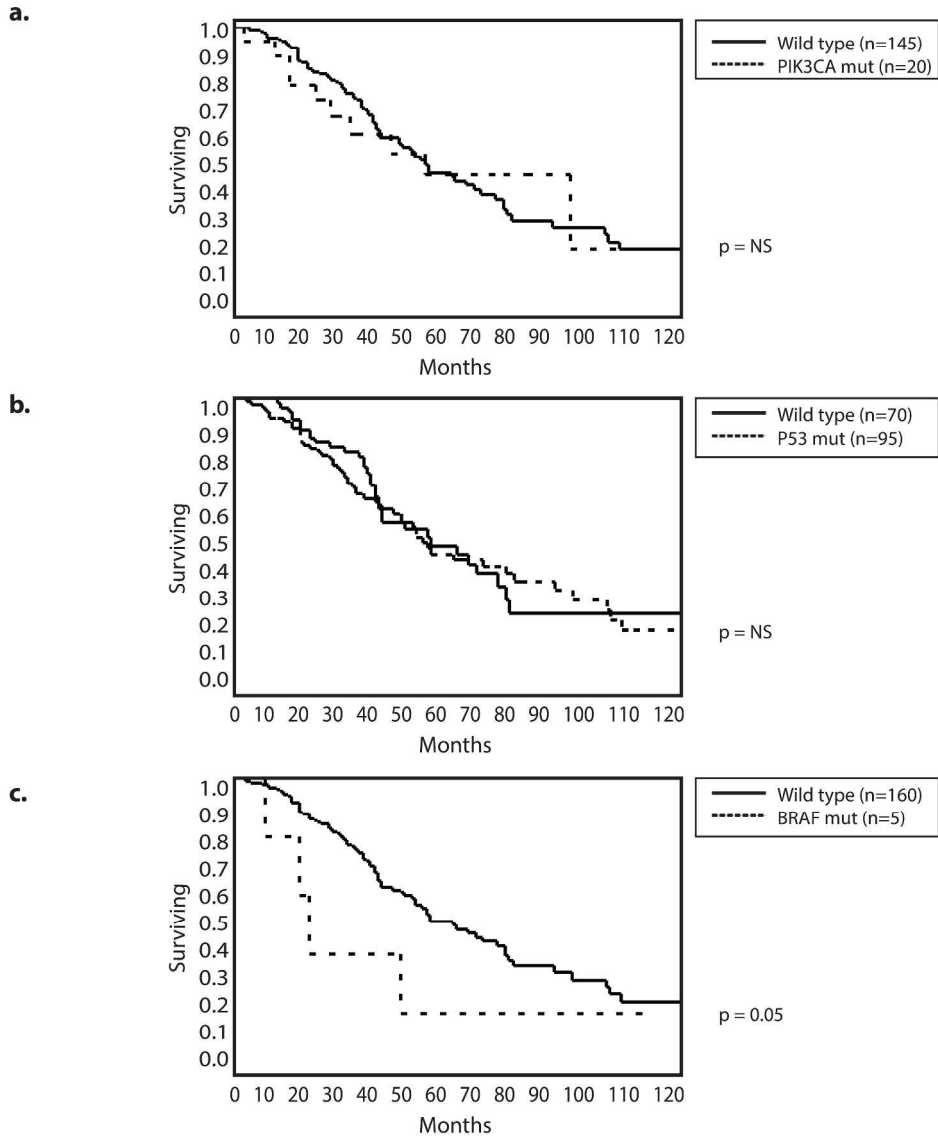 a.
1.0
0.9
0.8
0.7
0.6
0.5
0.4
0.3
0.2
0.1
0.0
Surviving
0 10 20 30 40 50 60 70 80 90 100 110 120
Months
Wild type (n=145)
PIK3CA mut (n=20)
p = NS
b.
1.0
0.9
0.8
0.7
0.6
0.5
0.4
0.3
0.2
0.1
0.0
Surviving
0 10 20 30 40 50 60 70 80 90 100 110 120
Months
Wild type (n=70)
P53 mut (n=95)
p = NS
c.
1.0
0.9
0.8
0.7
0.6
0.5
0.4
0.3
0.2
0.1
0.0
Surviving
0 10 20 30 40 50 60 70 80 90 100 110 120
Months
Wild type (n=160)
BRAF mut (n=5)
p = 0.05